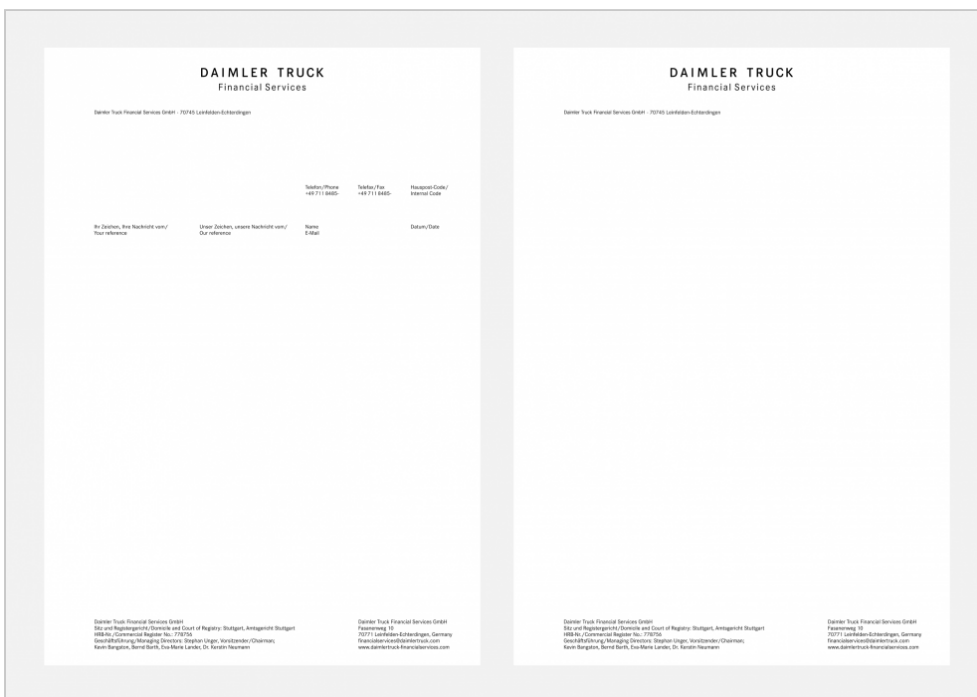 DAIMLER TRUCK
Financial Services
Daimler Truck Financial Services GmbH · 70745 Leinfelden-Echterdingen
Telefon/Phone
+49 711 8485-
Telefax/Fax
+49 711 8485-
Hauspost-Code/
Internal Code
Ihr Zeichen, Ihre Nachricht vom/
Your reference
Unser Zeichen, unsere Nachricht vom/
Our reference
Name
E-Mail
Datum/Date
Daimler Truck Financial Services GmbH
Sitz und Registergericht/Domicile and Court of Registry: Stuttgart, Amtsgericht Stuttgart
HRB-Nr./Commercial Register No.: 778756
Geschäftsführung/Managing Directors: Stephan Unger, Vorsitzender/Chairman;
Kevin Bangston, Bernd Barth, Eva-Marie Lander, Dr. Kerstin Neumann
Daimler Truck Financial Services GmbH
Fasanenweg 10
70771 Leinfelden-Echterdingen, Germany
financialservices@daimlertruck.com
www.daimlertruck-financialservices.com
DAIMLER TRUCK
Financial Services
Daimler Truck Financial Services GmbH · 70745 Leinfelden-Echterdingen
Daimler Truck Financial Services GmbH
Sitz und Registergericht/Domicile and Court of Registry: Stuttgart, Amtsgericht Stuttgart
HRB-Nr./Commercial Register No.: 778756
Geschäftsführung/Managing Directors: Stephan Unger, Vorsitzender/Chairman;
Kevin Bangston, Bernd Barth, Eva-Marie Lander, Dr. Kerstin Neumann
Daimler Truck Financial Services GmbH
Fasanenweg 10
70771 Leinfelden-Echterdingen, Germany
financialservices@daimlertruck.com
www.daimlertruck-financialservices.com